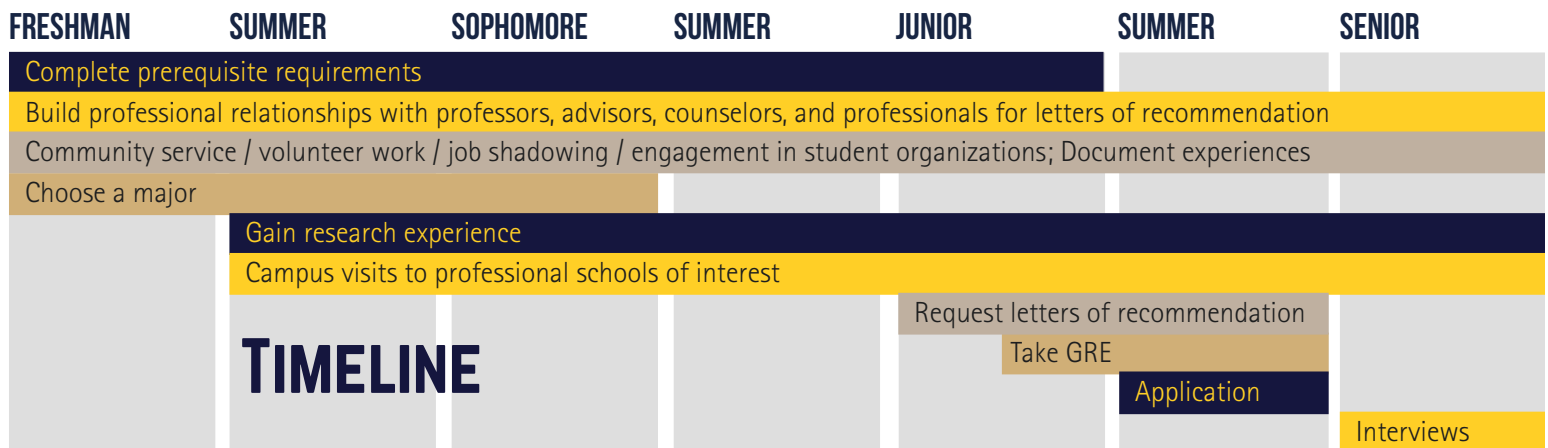 FRESHMAN SUMMER SOPHOMORE SUMMER JUNIOR SUMMER SENIOR
Complete prerequisite requirements
Build professional relationships with professors, advisors, counselors, and professionals for letters of recommendation
Community service / volunteer work / job shadowing / engagement in student organizations; Document experiences
Choose a major
Gain research experience
Campus visits to professional schools of interest
Request letters of recommendation
Take GRE
TIMELINE
Application
Interviews